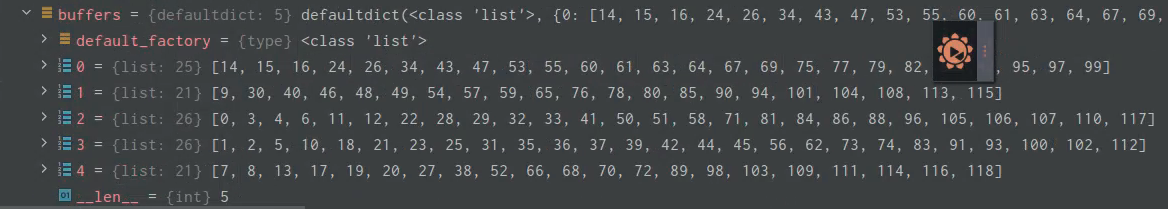 buffers = {defaultdict: 5} defaultdict(<class 'list'>, {0: [14, 15, 16, 24, 26, 34, 43, 47, 53, 55, 60, 61, 63, 64, 67, 69,
default_factory = {type} <class 'list'>
0 = {list: 25} [14, 15, 16, 24, 26, 34, 43, 47, 53, 55, 60, 61, 63, 64, 67, 69, 75, 77, 79, 82, 95, 97, 99]
1 = {list: 21} [9, 30, 40, 46, 48, 49, 54, 57, 59, 65, 76, 78, 80, 85, 90, 94, 101, 104, 108, 113, 115]
2 = {list: 26} [0, 3, 4, 6, 11, 12, 22, 28, 29, 32, 33, 41, 50, 51, 58, 71, 81, 84, 86, 88, 96, 105, 106, 107, 110, 117]
3 = {list: 26} [1, 2, 5, 10, 18, 21, 23, 25, 31, 35, 36, 37, 39, 42, 44, 45, 56, 62, 73, 74, 83, 91, 93, 100, 102, 112]
4 = {list: 21} [7, 8, 13, 17, 19, 20, 27, 38, 52, 66, 68, 70, 72, 89, 98, 103, 109, 111, 114, 116, 118]
01 __len__ = {int} 5